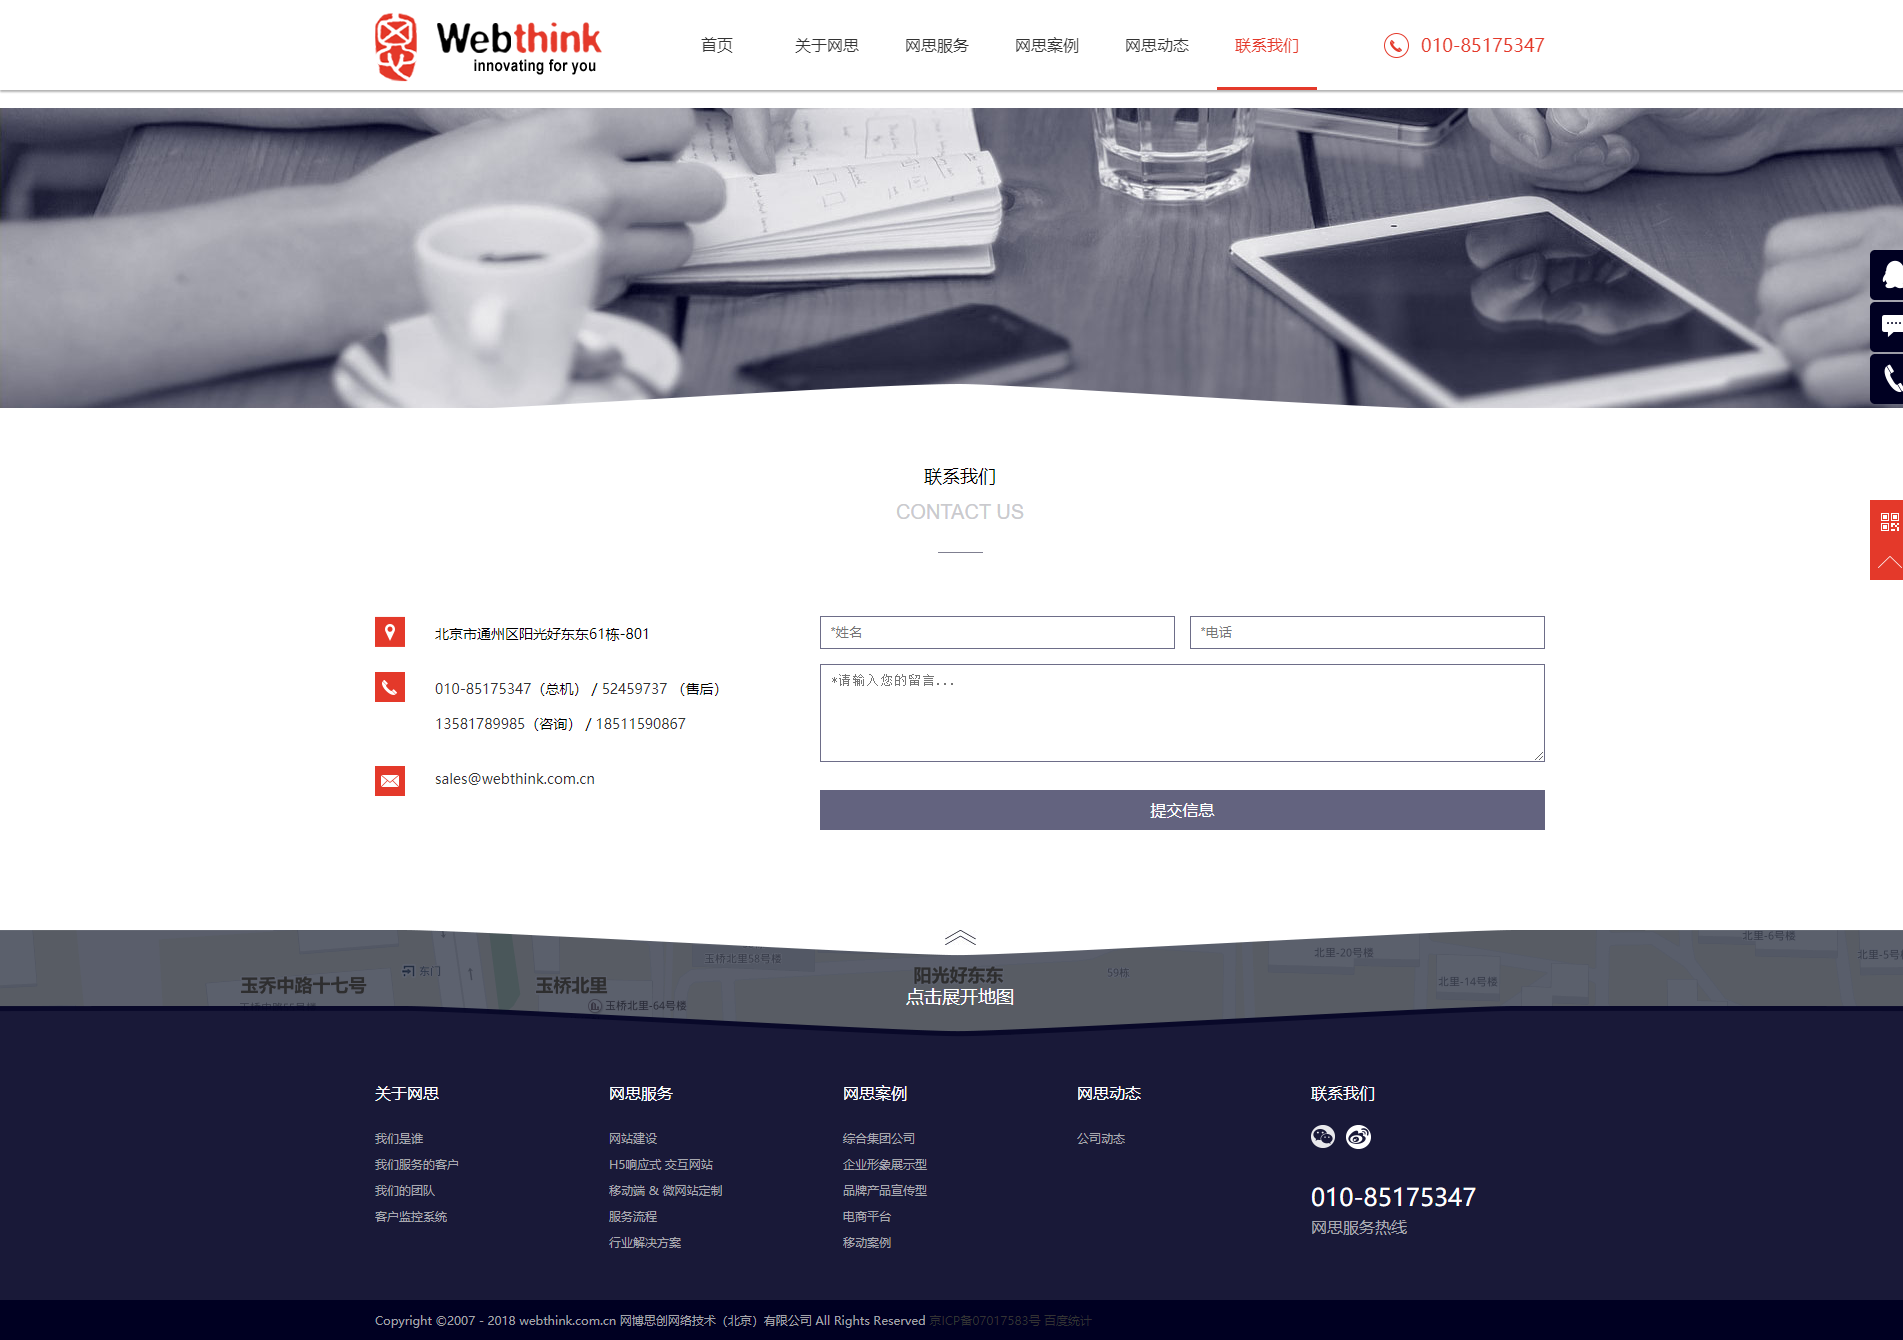 Webthink
innovating for you
首页 关于网思 网思服务 网思案例 网思动态 联系我们 010-85175347
联系我们
CONTACT US
北京市通州区阳光好东东61栋-801
010-85175347（总机） / 52459737 （售后）
13581789985（咨询） / 18511590867
sales@webthink.com.cn
*姓名 *电话
*请输入您的留言...
提交信息
玉乔中路十七号
东门
玉桥北里
玉桥北里58号楼
玉桥北里-64号楼
阳光好东东
59栋
北里-20号楼
北里-14号楼
北里-6号楼
点击展开地图
关于网思
我们是谁
我们服务的客户
我们的团队
客户监控系统
网思服务
网站建设
H5响应式 交互网站
移动端 & 微网站定制
服务流程
行业解决方案
网思案例
综合集团公司
企业形象展示型
品牌产品宣传型
电商平台
移动案例
网思动态
公司动态
联系我们
010-85175347
网思服务热线
Copyright ©2007 - 2018 webthink.com.cn 网博思创网络技术（北京）有限公司 All Rights Reserved 京ICP备07017583号 百度统计